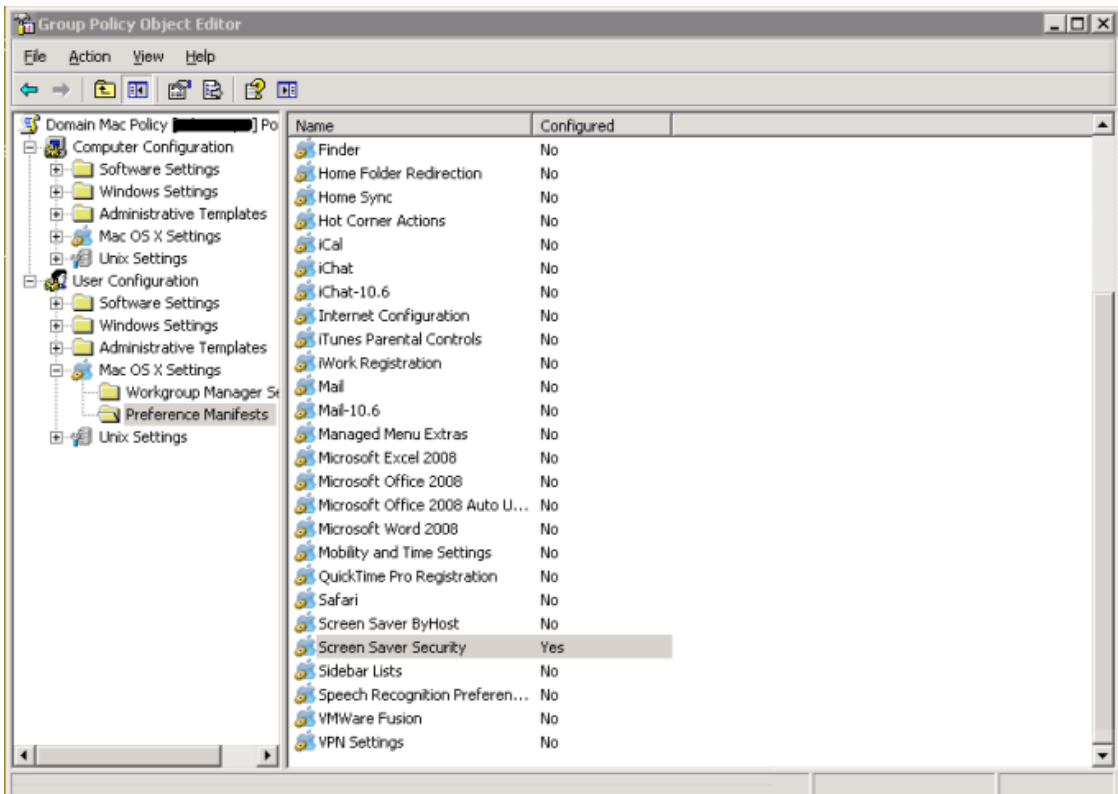 Group Policy Object Editor
File Action View Help
Domain Mac Policy [ ] Po
Computer Configuration
Software Settings
Windows Settings
Administrative Templates
Mac OS X Settings
Unix Settings
User Configuration
Software Settings
Windows Settings
Administrative Templates
Mac OS X Settings
Workgroup Manager Se
Preference Manifests
Unix Settings
Name Configured
Finder No
Home Folder Redirection No
Home Sync No
Hot Corner Actions No
iCal No
iChat No
iChat-10.6 No
Internet Configuration No
iTunes Parental Controls No
iWork Registration No
Mail No
Mail-10.6 No
Managed Menu Extras No
Microsoft Excel 2008 No
Microsoft Office 2008 No
Microsoft Office 2008 Auto U... No
Microsoft Word 2008 No
Mobility and Time Settings No
QuickTime Pro Registration No
Safari No
Screen Saver ByHost No
Screen Saver Security Yes
Sidebar Lists No
Speech Recognition Preferen... No
VMWare Fusion No
VPN Settings No